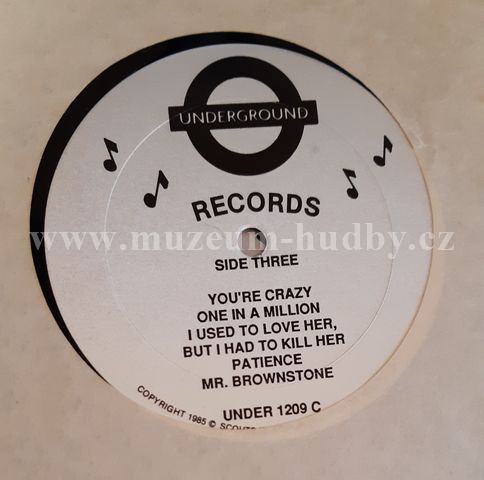 UNDERGROUND
RECORDS
www.muzeum-hudby.cz
SIDE THREE
YOU'RE CRAZY
ONE IN A MILLION
I USED TO LOVE HER,
BUT I HAD TO KILL HER
PATIENCE
MR. BROWNSTONE
UNDER 1209 C
COPYRIGHT 1985 ©